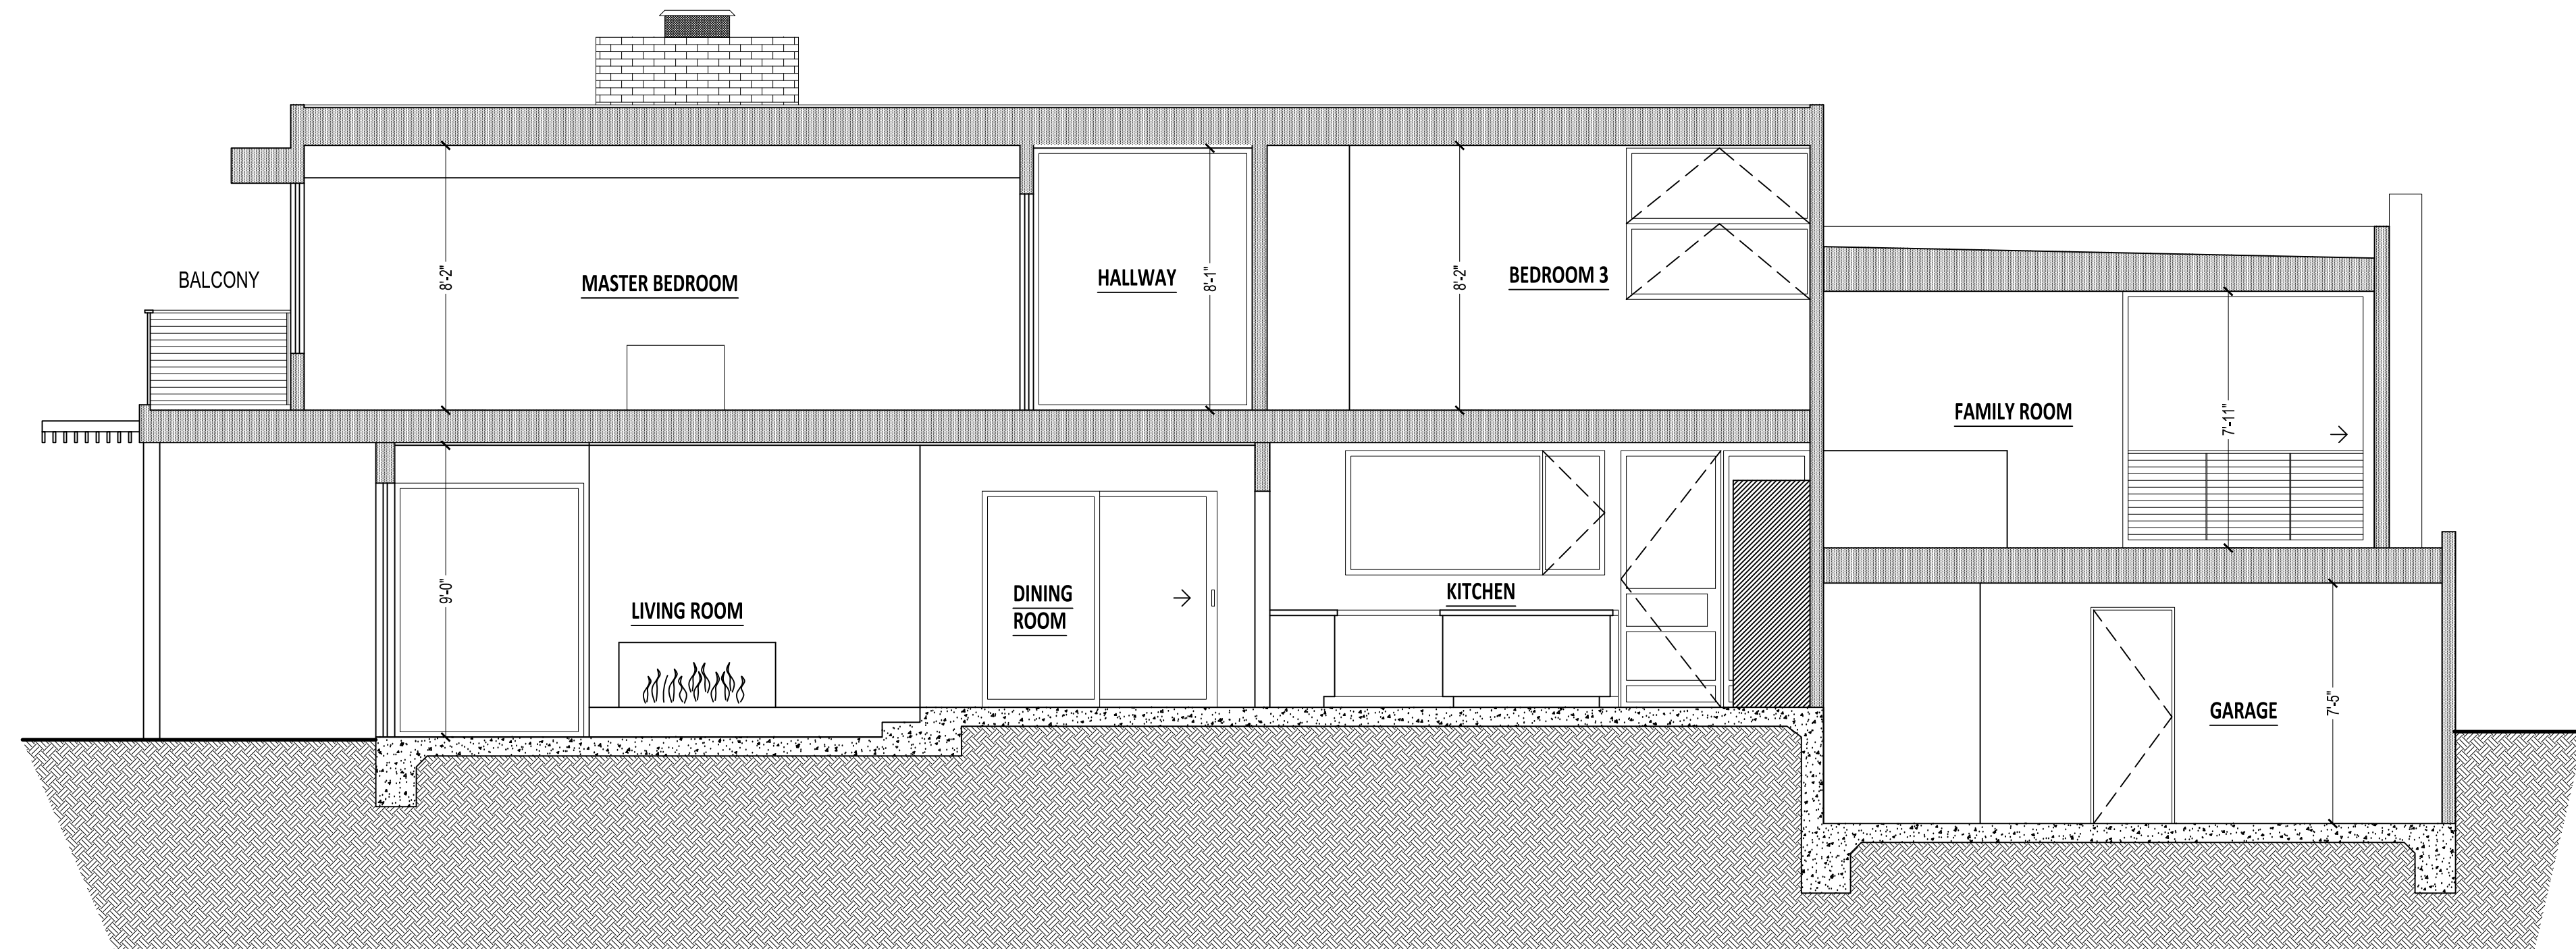 BALCONY
8'-2"
MASTER BEDROOM
HALLWAY
8'-1"
8'-2"
BEDROOM 3
FAMILY ROOM
7'-11"
9'-0"
LIVING ROOM
DINING
ROOM
KITCHEN
GARAGE
7'-5"